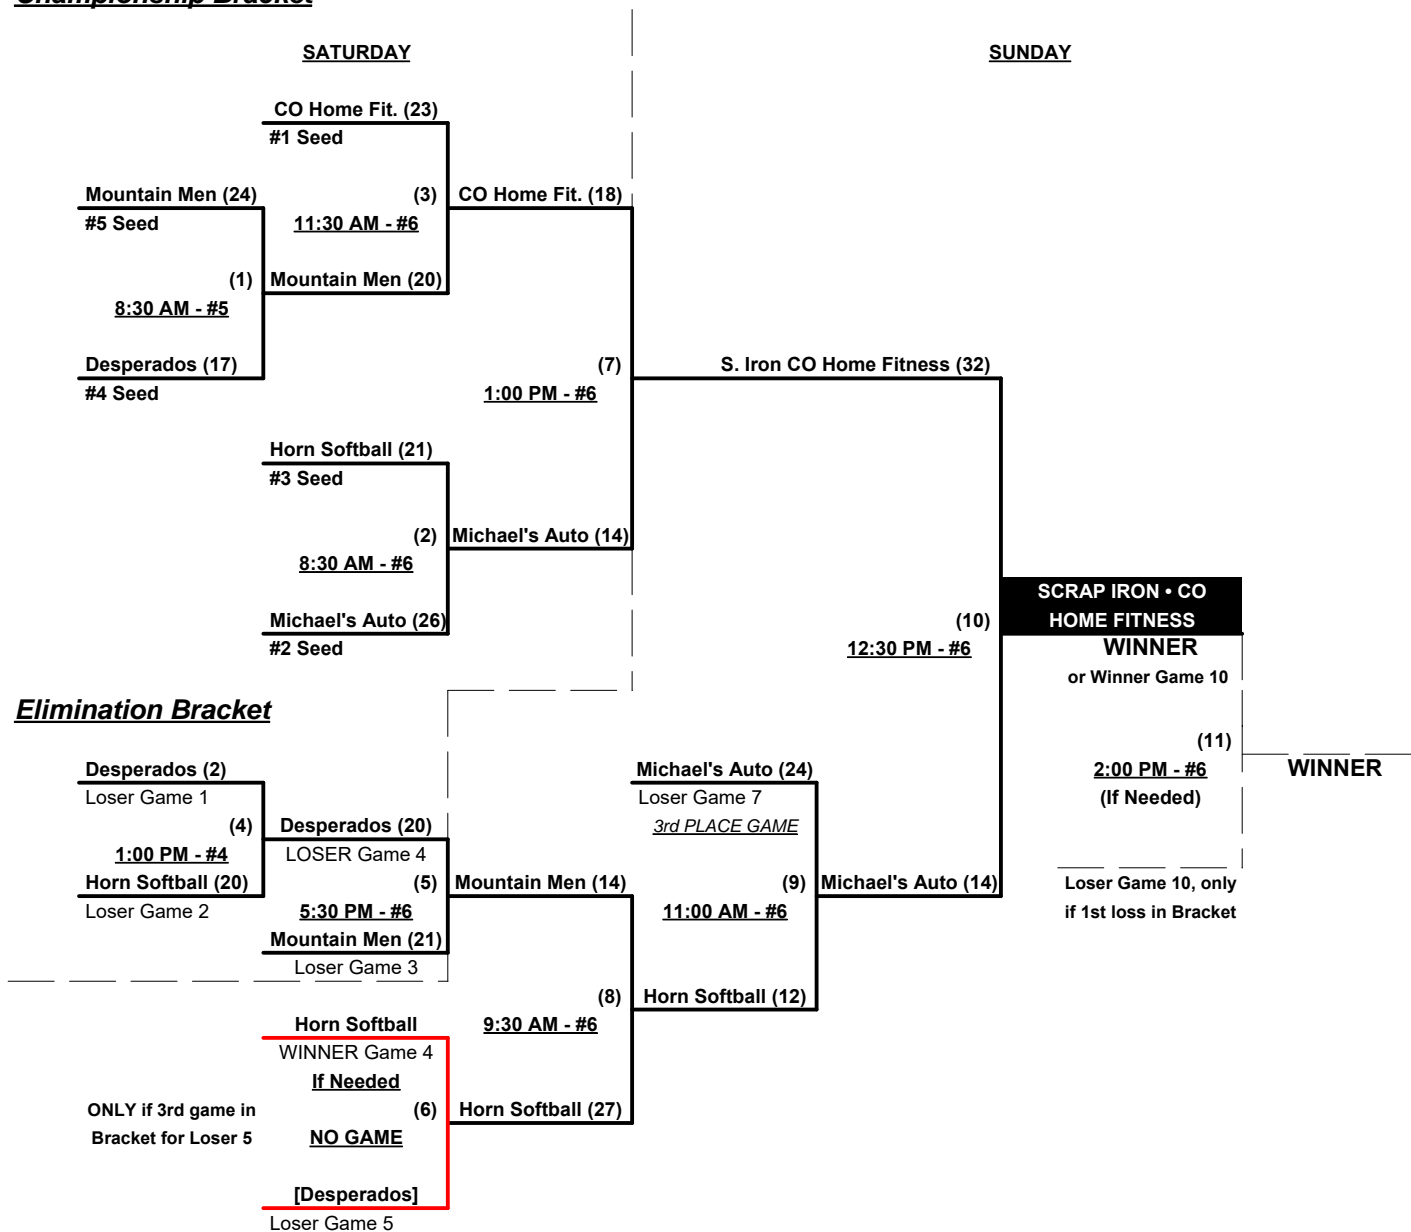 Championship Bracket
SATURDAY
SUNDAY
CO Home Fit. (23)
#1 Seed
Mountain Men (24)
#5 Seed
(3)
11:30 AM - #6
CO Home Fit. (18)
(1)
8:30 AM - #5
Mountain Men (20)
Desperados (17)
#4 Seed
(7)
1:00 PM - #6
S. Iron CO Home Fitness (32)
Horn Softball (21)
#3 Seed
(2)
8:30 AM - #6
Michael's Auto (14)
Michael's Auto (26)
#2 Seed
(10)
12:30 PM - #6
SCRAP IRON • CO
HOME FITNESS
WINNER
or Winner Game 10
(11)
2:00 PM - #6
(If Needed)
WINNER
Loser Game 10, only
if 1st loss in Bracket
Elimination Bracket
Desperados (2)
Loser Game 1
(4)
1:00 PM - #4
Horn Softball (20)
Loser Game 2
Desperados (20)
LOSER Game 4
(5)
5:30 PM - #6
Mountain Men (21)
Loser Game 3
Mountain Men (14)
Michael's Auto (24)
Loser Game 7
3rd PLACE GAME
(9)
11:00 AM - #6
Michael's Auto (14)
(8)
9:30 AM - #6
Horn Softball (12)
Horn Softball
WINNER Game 4
If Needed
ONLY if 3rd game in
Bracket for Loser 5
(6)
NO GAME
Horn Softball (27)
[Desperados]
Loser Game 5